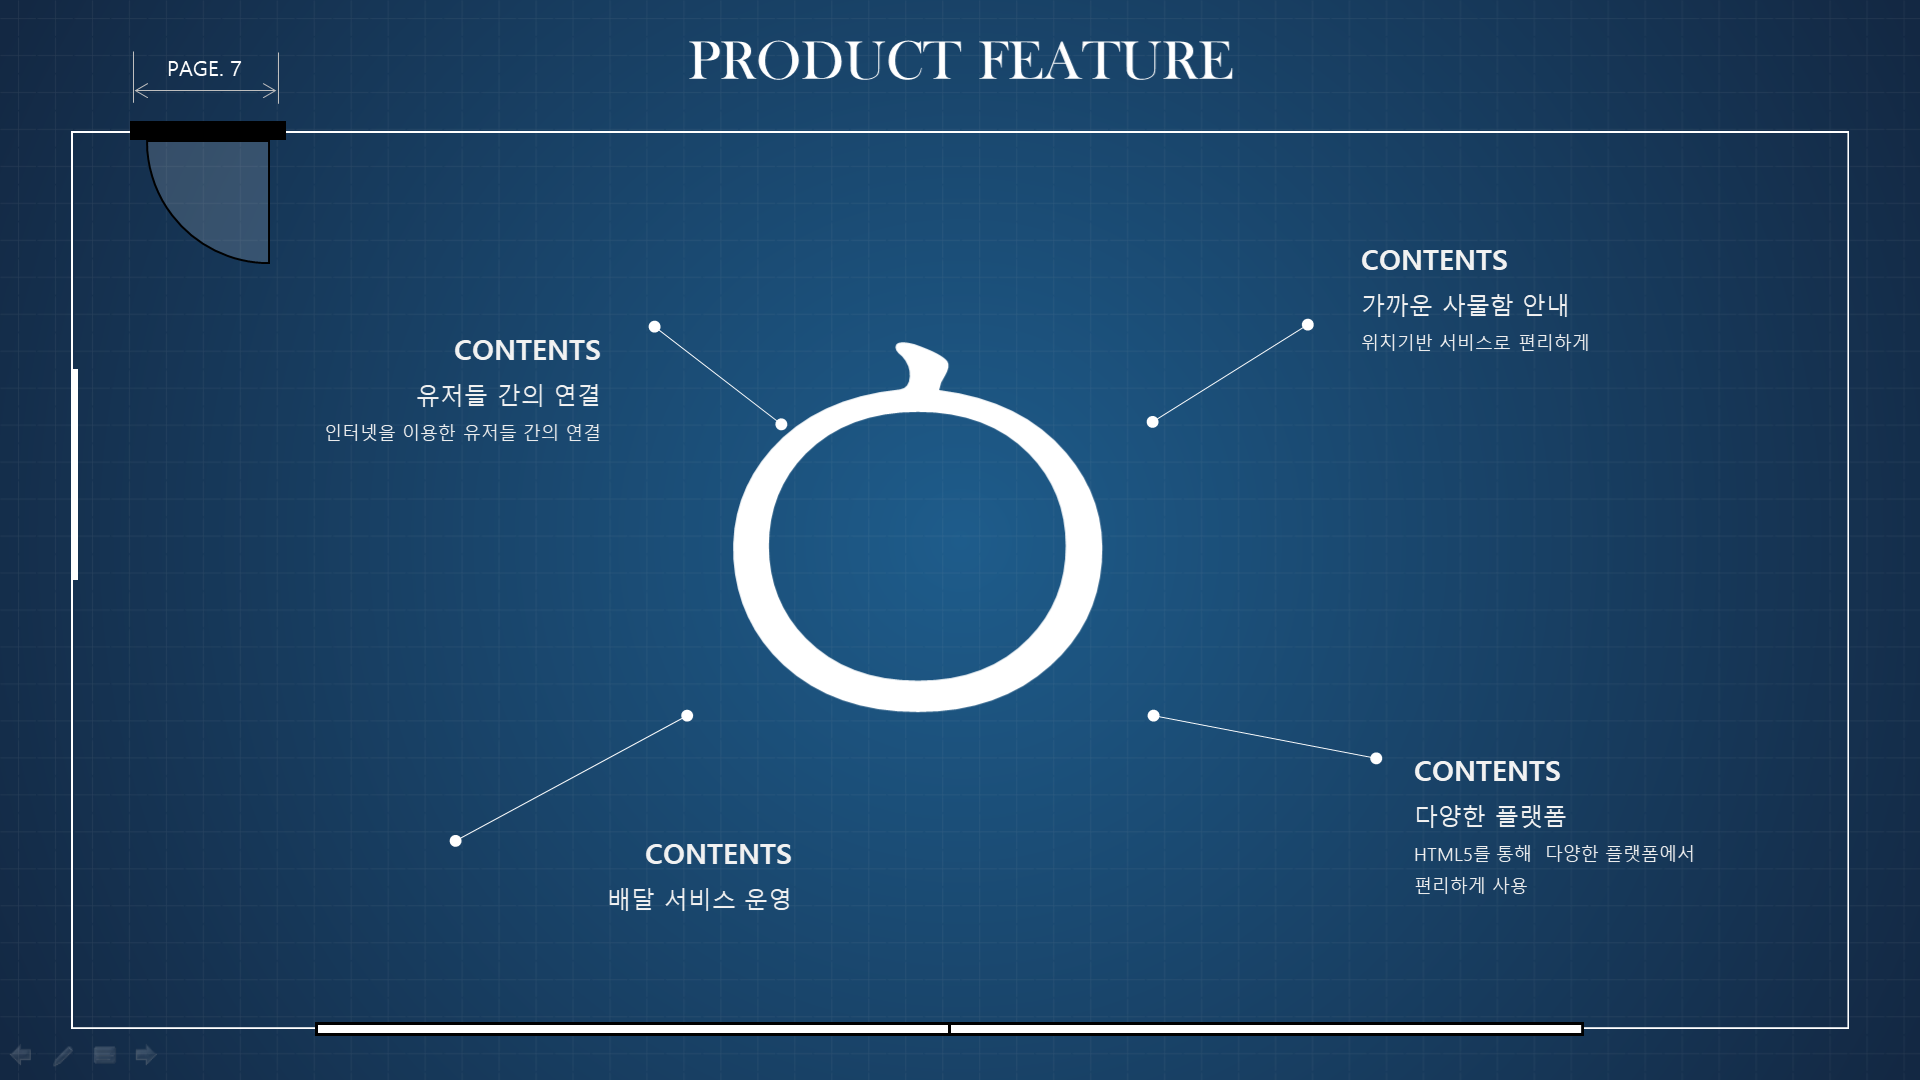 PRODUCT FEATURE
PAGE. 7
CONTENTS
유저들 간의 연결
인터넷을 이용한 유저들 간의 연결
CONTENTS
가까운 사물함 안내
위치기반 서비스로 편리하게
CONTENTS
배달 서비스 운영
CONTENTS
다양한 플랫폼
HTML5를 통해 다양한 플랫폼에서
편리하게 사용